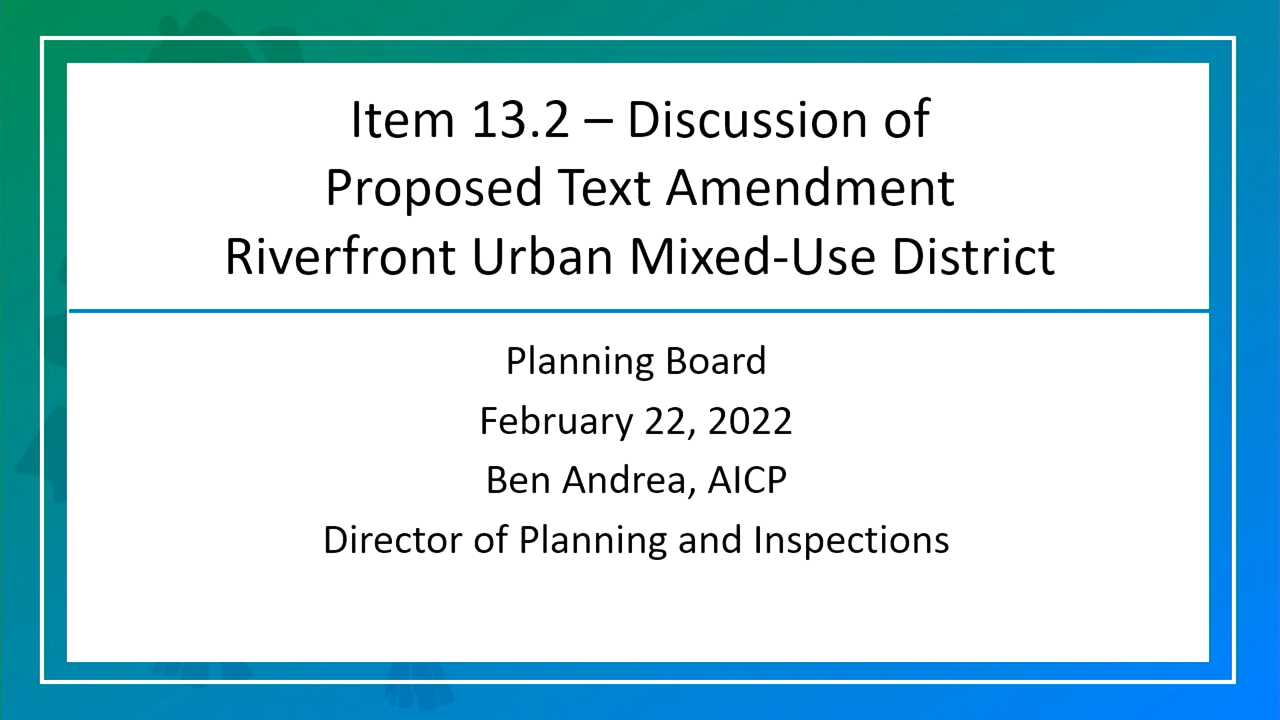 Item 13.2 – Discussion of
Proposed Text Amendment
Riverfront Urban Mixed-Use District
Planning Board
February 22, 2022
Ben Andrea, AICP
Director of Planning and Inspections